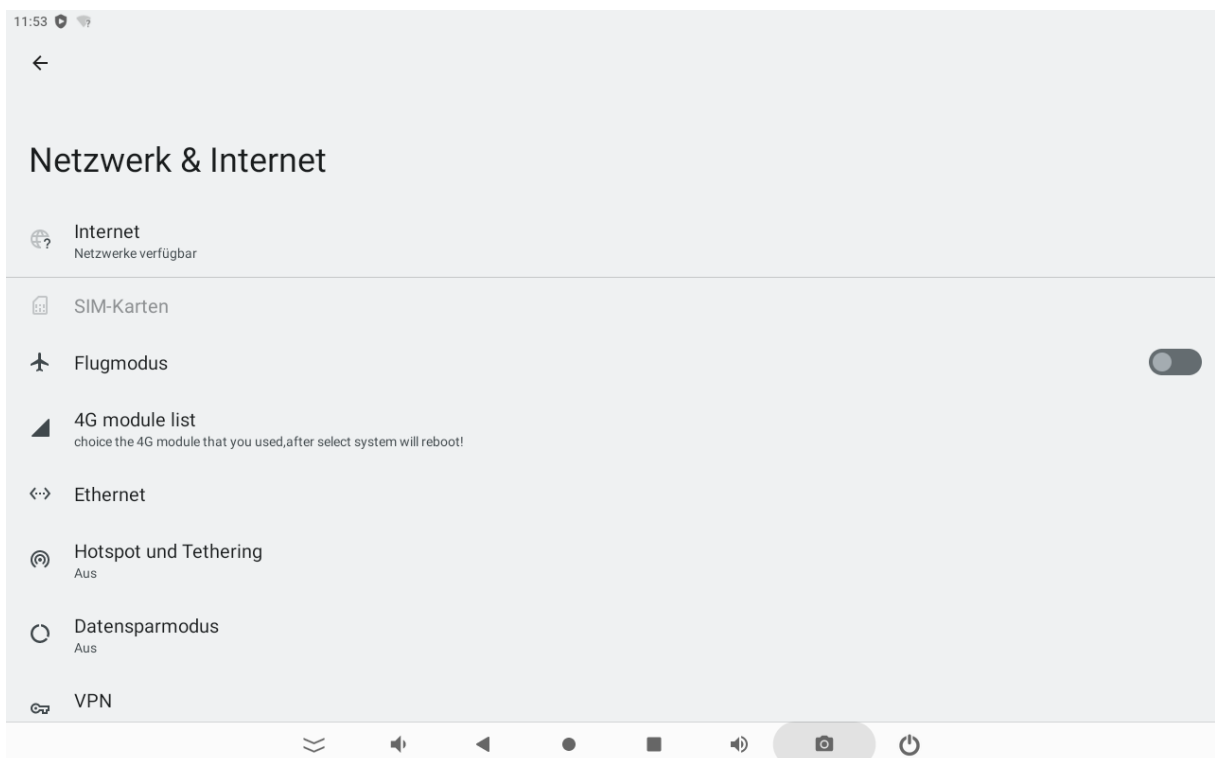 11:53
Netzwerk & Internet
Internet
Netzwerke verfügbar
SIM-Karten
Flugmodus
4G module list
choice the 4G module that you used,after select system will reboot!
Ethernet
Hotspot und Tethering
Aus
Datensparmodus
Aus
VPN